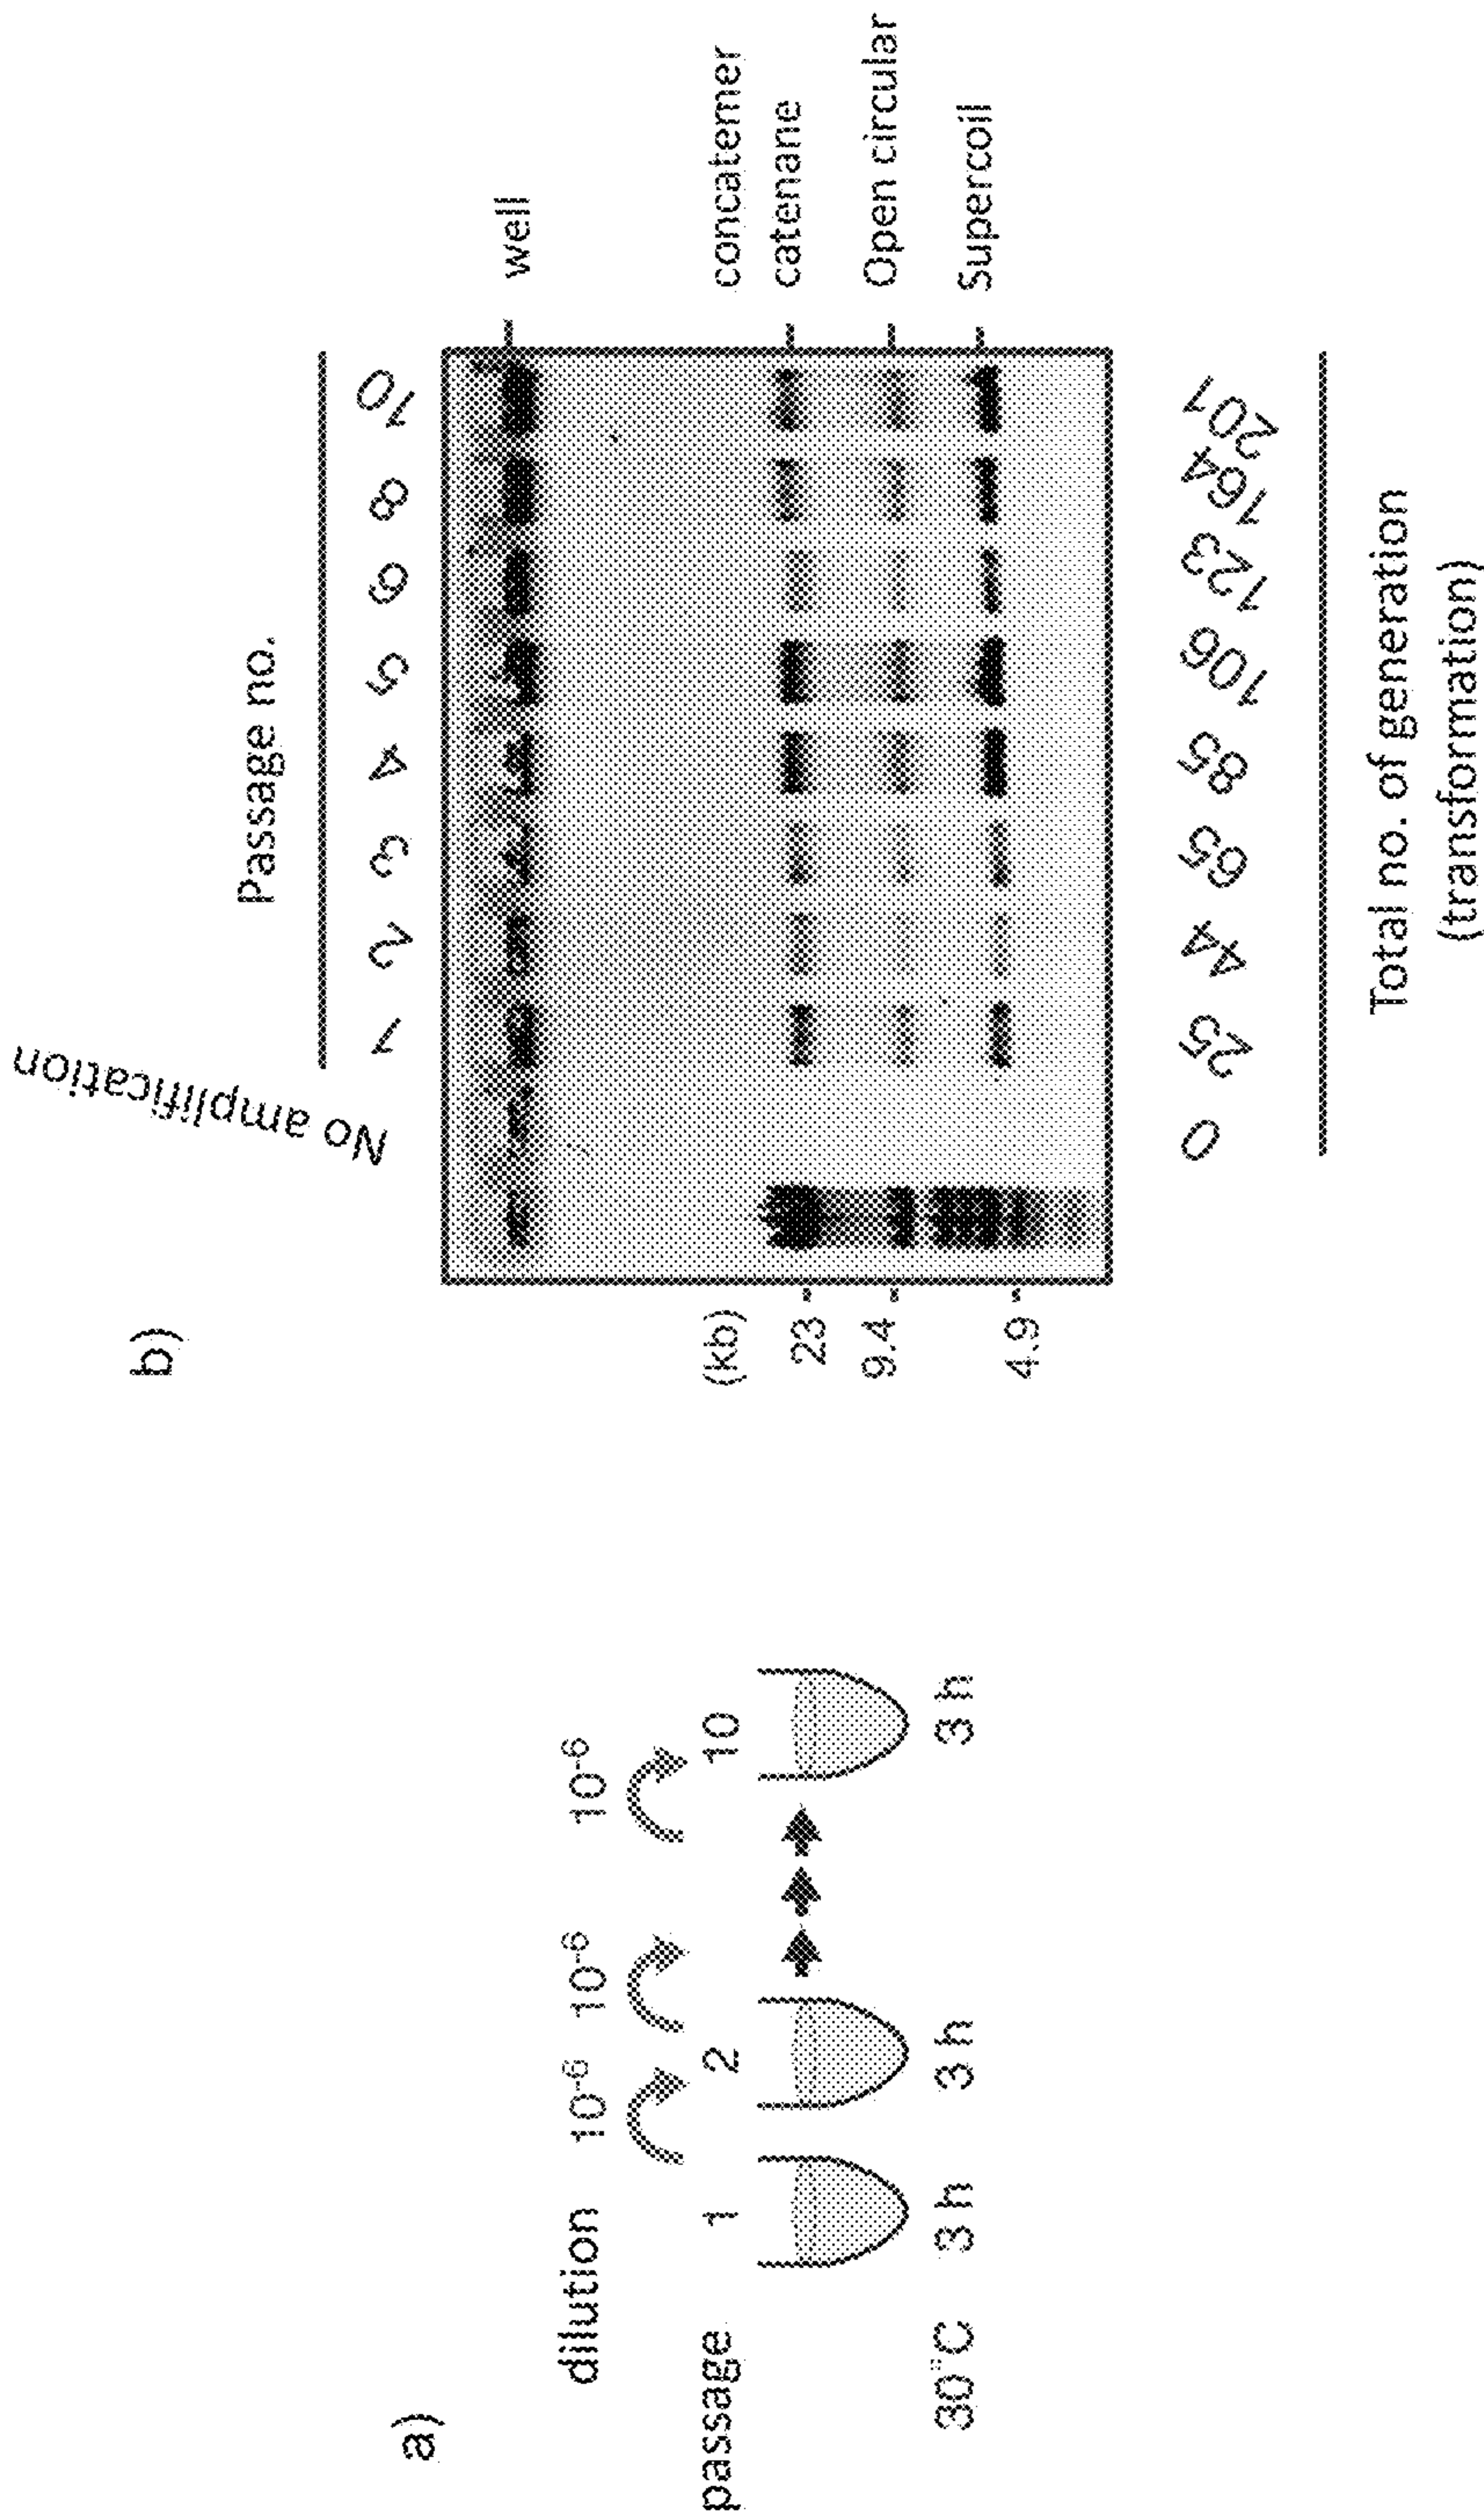 a)
dilution 10⁻⁶ 10⁻⁶ 10⁻⁶
passage 1 2 10
30°C 3 h 3 h 3 h
b)
Passage no.
No amplification 1 2 3 4 5 6 8 10
well
(kb)
concatemer
23
catenane
9.4
Open circular
4.9
Supercoil
0 25 44 65 85 106 123 164 201
Total no. of generation
(transformation)